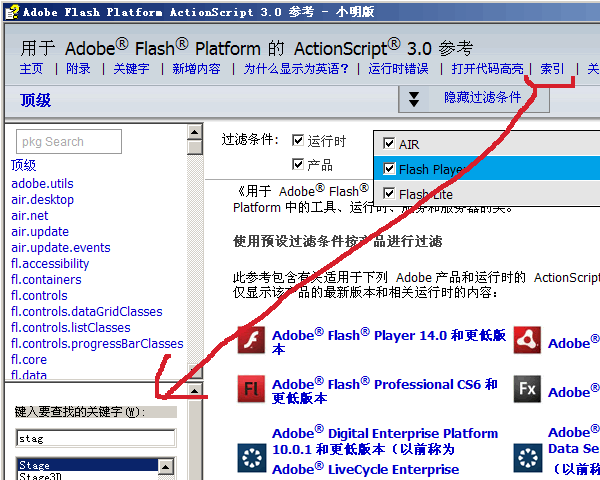 Adobe Flash Platform ActionScript 3.0 参考 - 小明版
用于 Adobe® Flash® Platform 的 ActionScript® 3.0 参考
主页 | 附录 | 关键字 | 新增内容 | 为什么显示为英语? | 运行时错误 | 打开代码高亮 | 索引 | 关
顶级
隐藏过滤条件
pkg Search
顶级
adobe.utils
air.desktop
air.net
air.update
air.update.events
fl.accessibility
fl.containers
fl.controls
fl.controls.dataGridClasses
fl.controls.listClasses
fl.controls.progressBarClasses
fl.core
fl.data
键入要查找的关键字(W):
stag
Stage
Stage3D
过滤条件: 运行时
产品
AIR
Flash Player
Flash Lite
《用于 Adobe® Flash®
Platform 中的工具、运行时、服务和服务器的类。
使用预设过滤条件按产品进行过滤
此参考包含有关适用于下列 Adobe 产品和运行时的 ActionScript
仅显示该产品的最新版本和相关运行时的内容:
Adobe® Flash® Player 14.0 和更低版
本
Adobe®
Adobe® Flash® Professional CS6 和
更低版本
Adobe®
Adobe® Digital Enterprise Platform
10.0.1 和更低版本（以前称为
Adobe® LiveCycle Enterprise
Adobe®
Data Se
（以前称